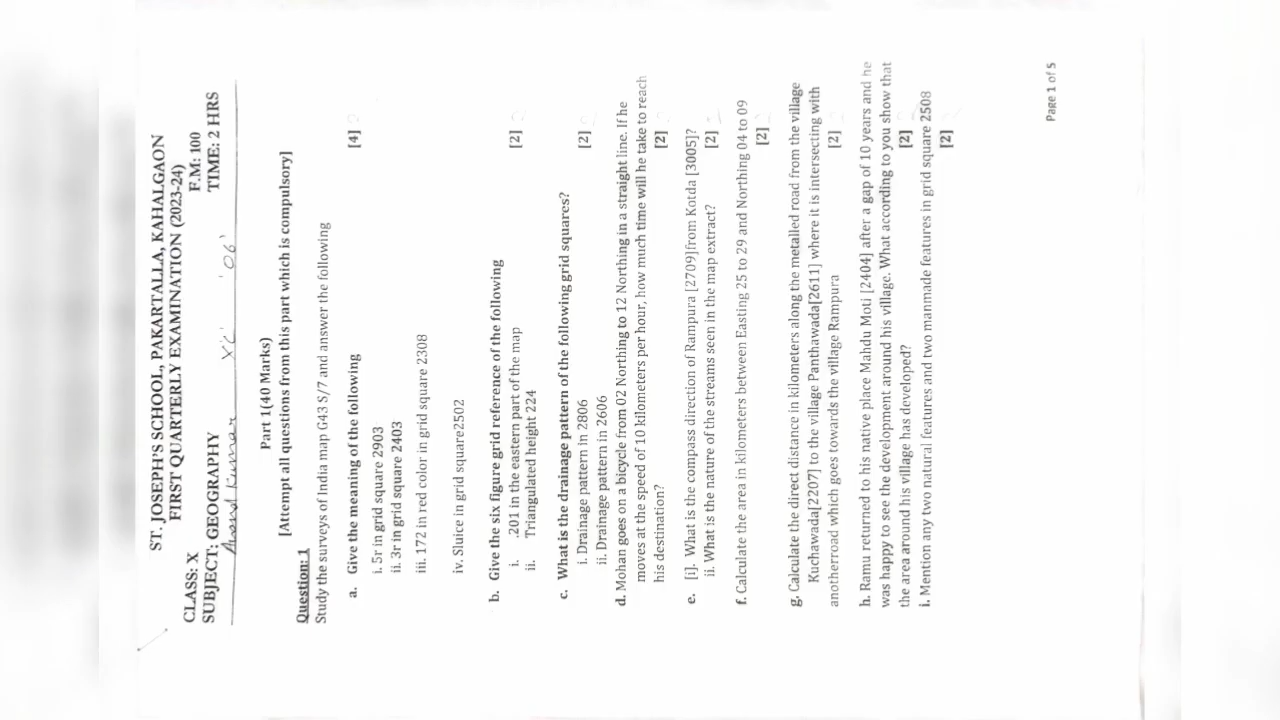 ST. JOSEPH'S SCHOOL, PAKARTALLA, KAHALGAON
FIRST QUARTERLY EXAMINATION (2023-24)
CLASS: X F.M: 100
SUBJECT: GEOGRAPHY TIME: 2 HRS
Kumar 'C' '06'
Part 1(40 Marks)
[Attempt all questions from this part which is compulsory]
Question:1
Study the surveys of India map G43 S/7 and answer the following
a. Give the meaning of the following [4]
i. 5r in grid square 2903
ii. 3r in grid square 2403
iii. 172 in red color in grid square 2308
iv. Sluice in grid square2502
b. Give the six figure grid reference of the following [2]
i. .201 in the eastern part of the map
ii. Triangulated height 224
c. What is the drainage pattern of the following grid squares? [2]
i. Drainage pattern in 2806
ii. Drainage pattern in 2606
d. Mohan goes on a bicycle from 02 Northing to 12 Northing in a straight line. If he
moves at the speed of 10 kilometers per hour, how much time will he take to reach
his destination? [2]
e. [i]. What is the compass direction of Rampura [2709]from Kotda [3005]?
ii. What is the nature of the streams seen in the map extract? [2]
f. Calculate the area in kilometers between Easting 25 to 29 and Northing 04 to 09
[2]
g. Calculate the direct distance in kilometers along the metalled road from the village
Kuchawada[2207] to the village Panthawada[2611] where it is intersecting with
anotherroad which goes towards the village Rampura [2]
h. Ramu returned to his native place Mahdu Moti [2404] after a gap of 10 years and he
was happy to see the development around his village. What according to you show that
the area around his village has developed? [2]
i. Mention any two natural features and two manmade features in grid square 2508
[2]
Page 1 of 5